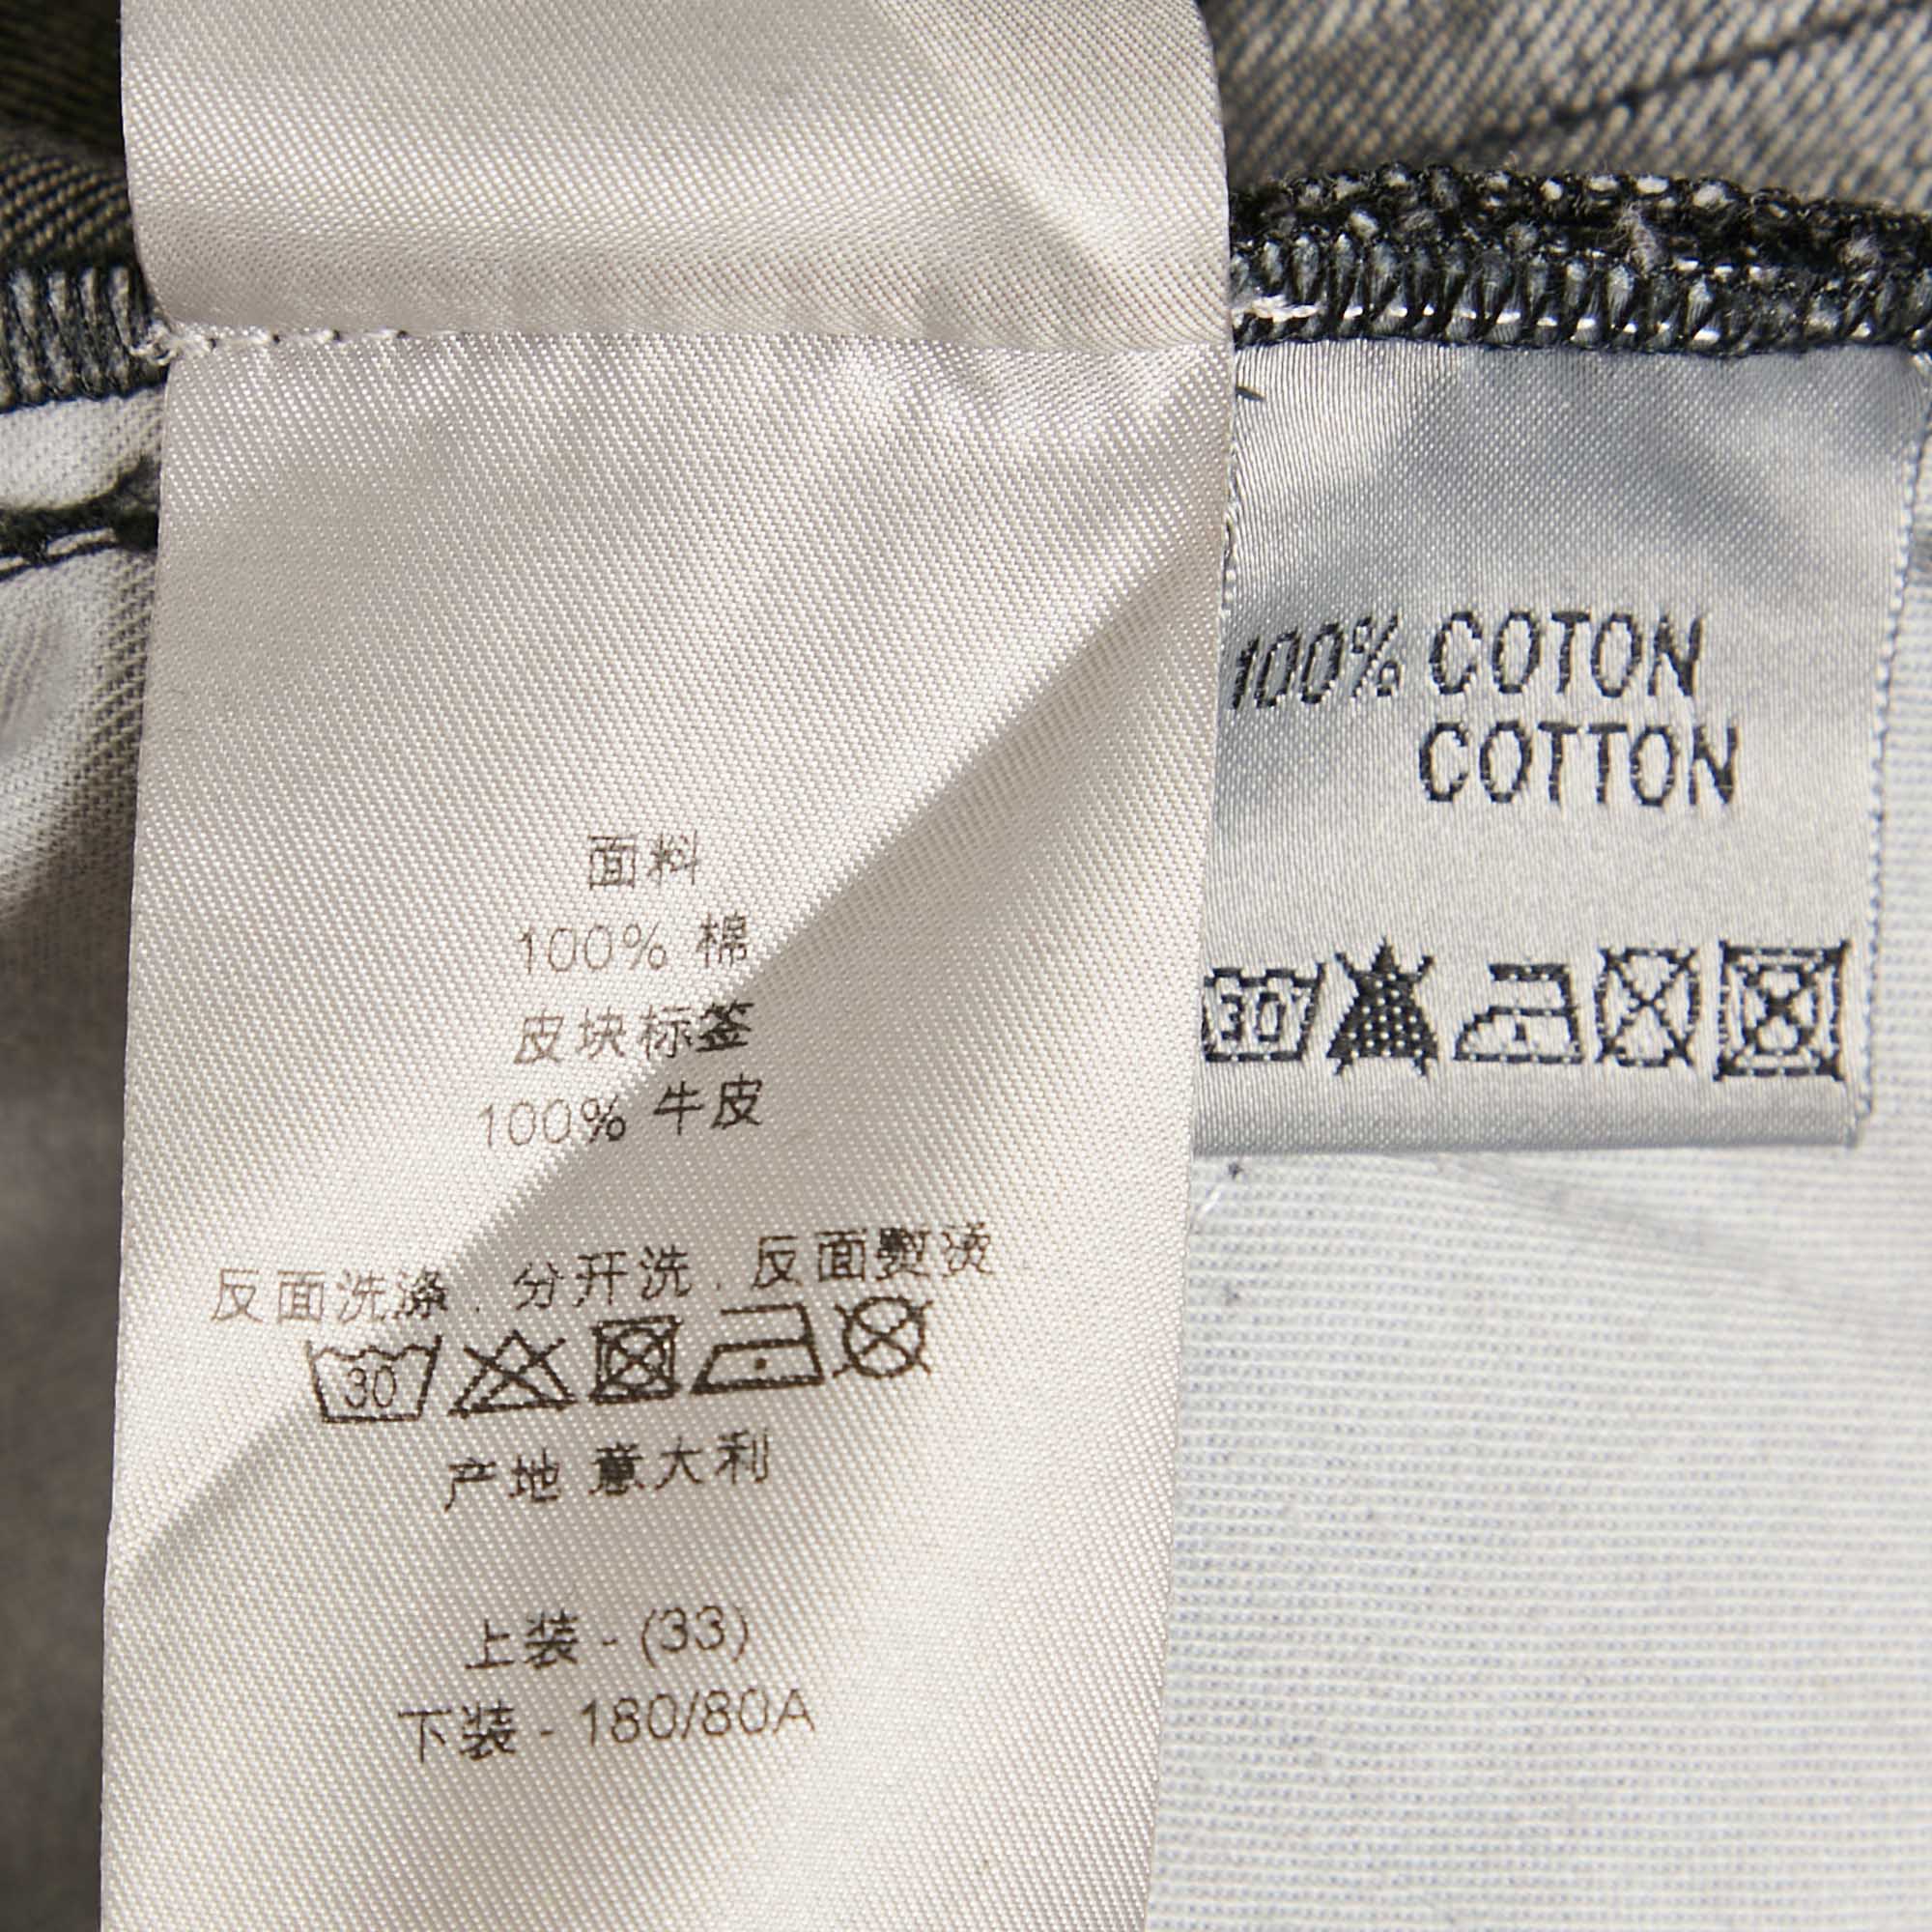 面料
100% 棉
皮块标签
100% 牛皮
反面洗涤. 分开洗. 反面熨烫
30
产地 意大利
上装 - (33)
下装 - 180/80A
100% COTON
COTTON
30